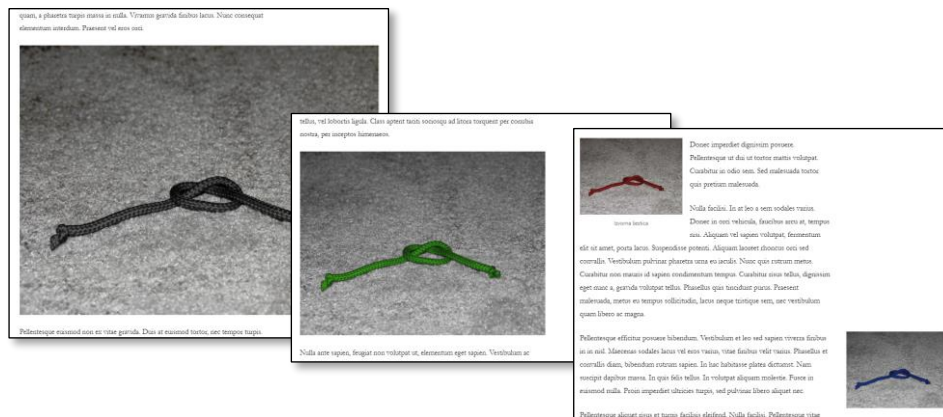 quam, a pharetra turpis massa in nulla. Vivamus gravida finibus lacus. Nunc consequat
elementum interdum. Praesent vel eros orci.
Pellentesque euismod non ex vitae gravida. Duis at euismod tortor, nec tempus turpis.
tellus, vel lobortis ligula. Class aptent taciti sociosqu ad litora torquent per conubia
nostra, per inceptos himenaeos.
Nulla ante sapien, feugiat non volutpat ut, elementum eget sapien. Vestibulum ac
Donec imperdiet dignissim posuere.
Pellentesque ut dui ut tortor mattis volutpat.
Curabitur in odio sem. Sed malesuada tortor
quis pretium malesuada.
Nulla facilisi. In at leo a sem sodales varius.
Donec in orci vehicula, faucibus arcu at, tempus
nisi. Aliquam vel sapien volutpat, fermentum
elit sit amet, porta lacus. Suspendisse potenti. Aliquam laoreet rhoncus orci sed
convallis. Vestibulum pulvinar pharetra urna eu iaculis. Nunc quis rutrum metus.
Curabitur non mauris id sapien condimentum tempus. Curabitur risus tellus, dignissim
eget nunc a, gravida volutpat tellus. Phasellus quis tincidunt purus. Praesent
malesuada, metus eu tempus sollicitudin, lacus neque tristique sem, nec vestibulum
quam libero ac magna.
Pellentesque efficitur posuere bibendum. Vestibulum et leo sed sapien viverra finibus
in in nisl. Maecenas sodales lacus vel eros varius, vitae finibus velit varius. Phasellus et
convallis diam, bibendum rutrum sapien. In hac habitasse platea dictumst. Nam
suscipit dapibus massa. In quis felis tellus. In volutpat aliquam molestie. Fusce in
euismod nulla. Proin imperdiet ultricies turpis, sed pulvinar libero aliquet nec.
Pellentesque aliquet risus et turpis facilisis eleifend. Nulla facilisi. Pellentesque vitae